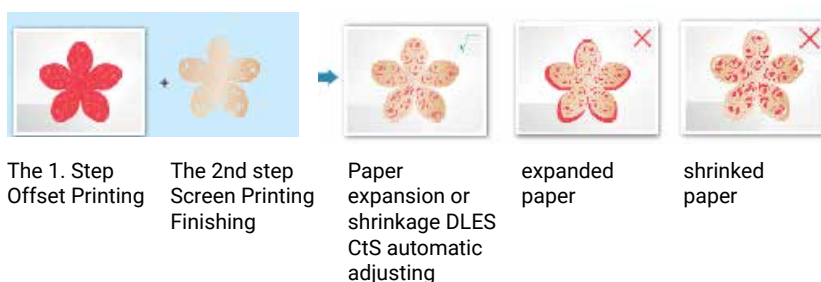 The 1. Step
Offset Printing
The 2nd step
Screen Printing
Finishing
Paper
expansion or
shrinkage DLES
CtS automatic
adjusting
expanded
paper
shrinked
paper